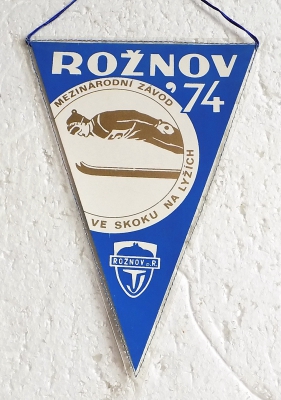 ROŽNOV
'74
MEZINÁRODNÍ ZÁVOD
VE SKOKU NA LYŽÍCH
ROŽNOV p.R.
TJ